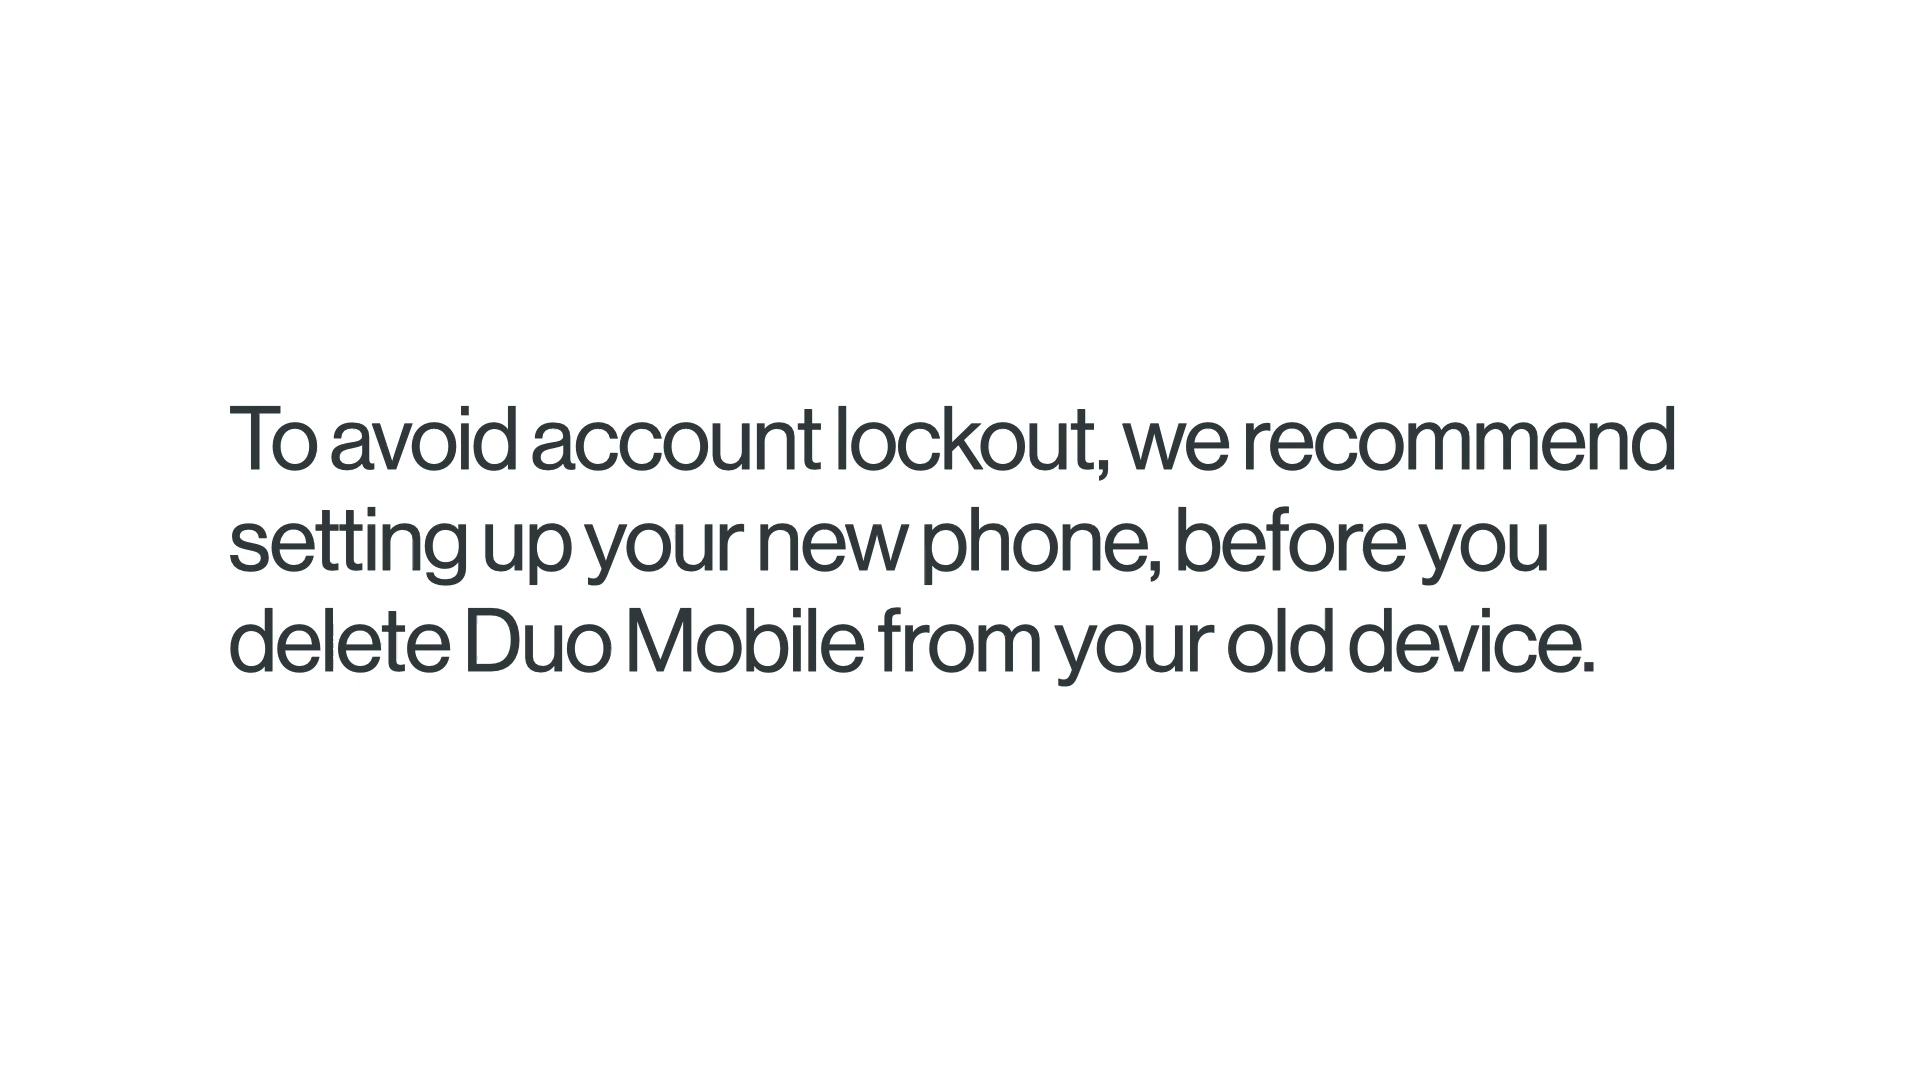 To avoid account lockout, we recommend
setting up your new phone, before you
delete Duo Mobile from your old device.